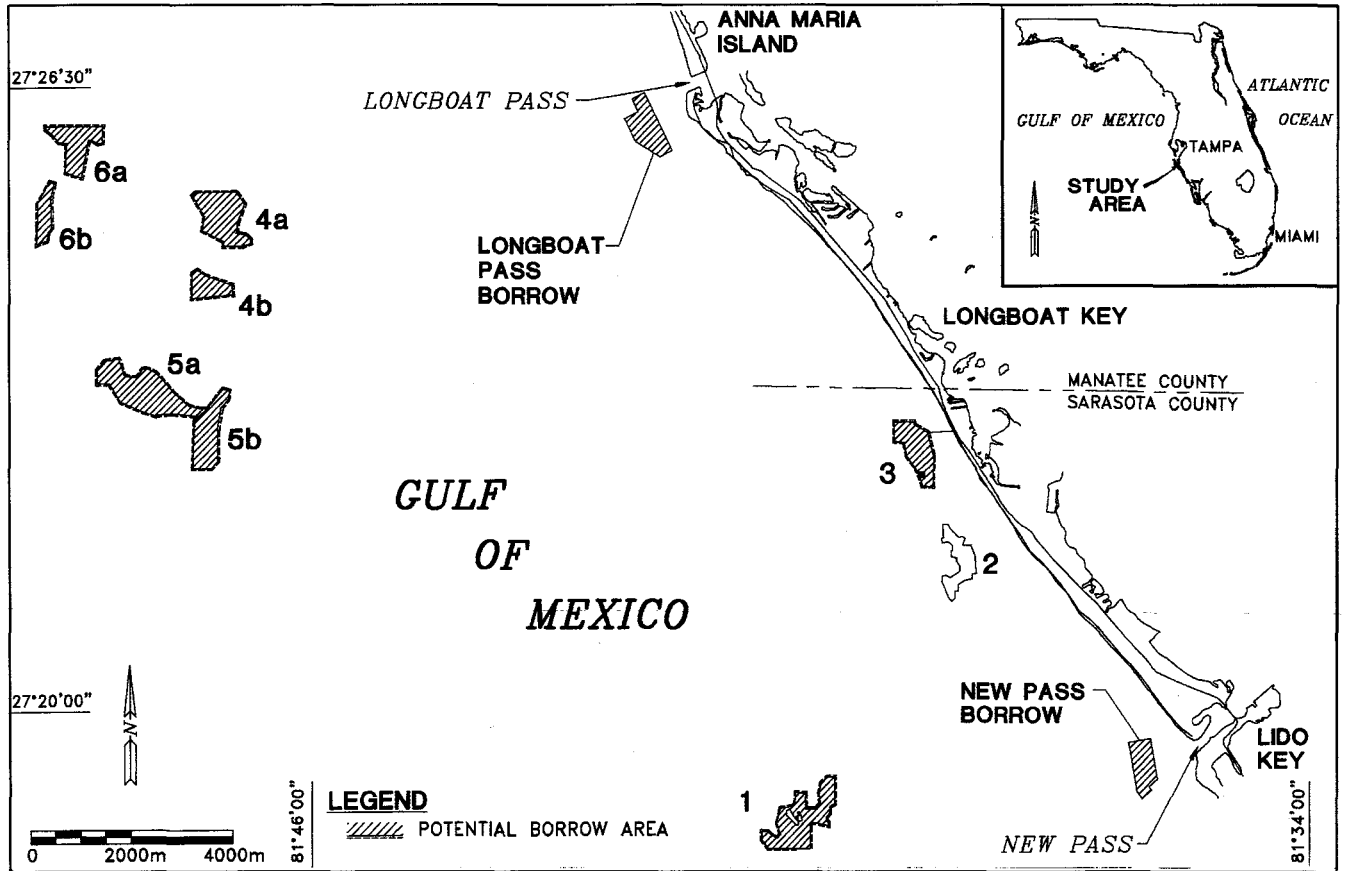 ANNA MARIA
ISLAND
27°26'30"
LONGBOAT PASS
6a
6b
4a
4b
LONGBOAT
PASS
BORROW
5a
5b
LONGBOAT KEY
MANATEE COUNTY
SARASOTA COUNTY
3
2
GULF
OF
MEXICO
27°20'00"
N
NEW PASS
BORROW
LIDO
KEY
1
NEW PASS
81°46'00"
81°34'00"
LEGEND
POTENTIAL BORROW AREA
0 2000m 4000m
ATLANTIC
OCEAN
GULF OF MEXICO
TAMPA
STUDY
AREA
MIAMI
N